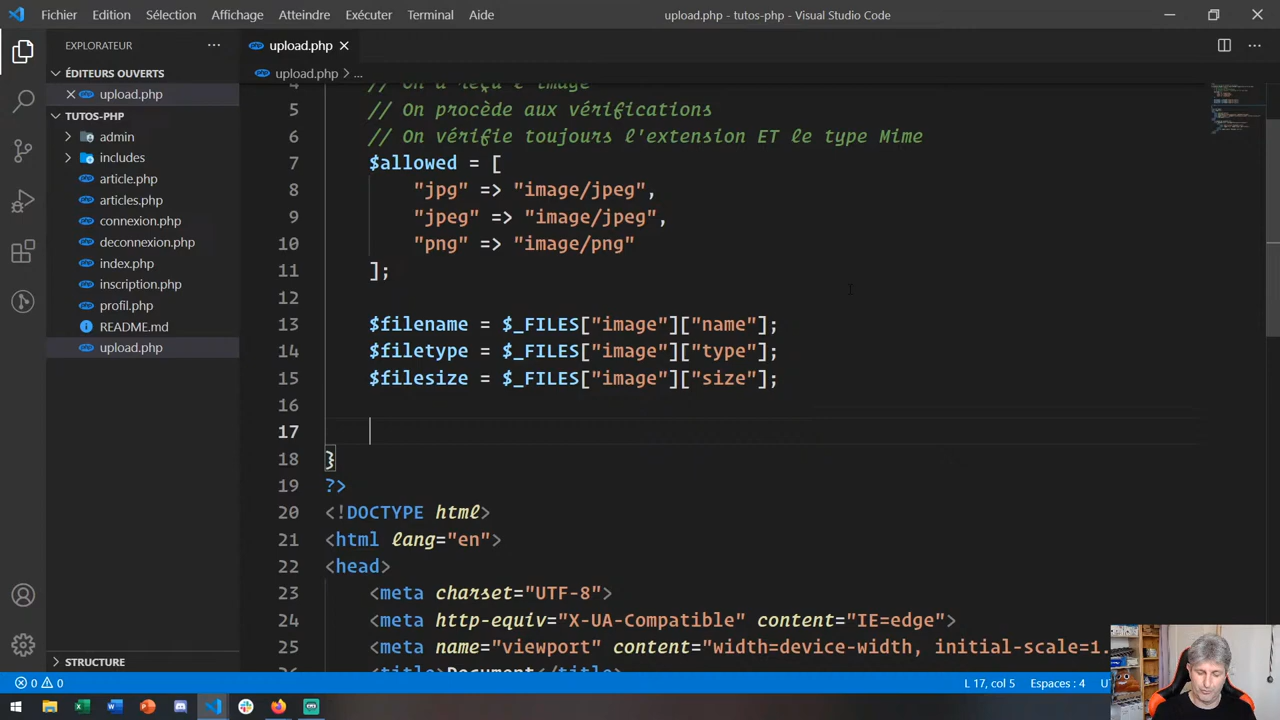 Fichier Edition Sélection Affichage Atteindre Exécuter Terminal Aide
upload.php - tutos-php - Visual Studio Code
EXPLORATEUR
ÉDITEURS OUVERTS
upload.php
TUTOS-PHP
admin
includes
article.php
articles.php
connexion.php
deconnexion.php
index.php
inscription.php
profil.php
README.md
upload.php
STRUCTURE
upload.php
upload.php > ...
4 // On a reçu l'image
5 // On procède aux vérifications
6 // On vérifie toujours l'extension ET le type Mime
7 $allowed = [
8 "jpg" => "image/jpeg",
9 "jpeg" => "image/jpeg",
10 "png" => "image/png"
11 ];
12
13 $filename = $_FILES["image"]["name"];
14 $filetype = $_FILES["image"]["type"];
15 $filesize = $_FILES["image"]["size"];
16
17
18 }
19 ?>
20 <!DOCTYPE html>
21 <html lang="en">
22 <head>
23 <meta charset="UTF-8">
24 <meta http-equiv="X-UA-Compatible" content="IE=edge">
25 <meta name="viewport" content="width=device-width, initial-scale=1.
26 <title>Document</title>
0 0 L 17, col 5 Espaces : 4